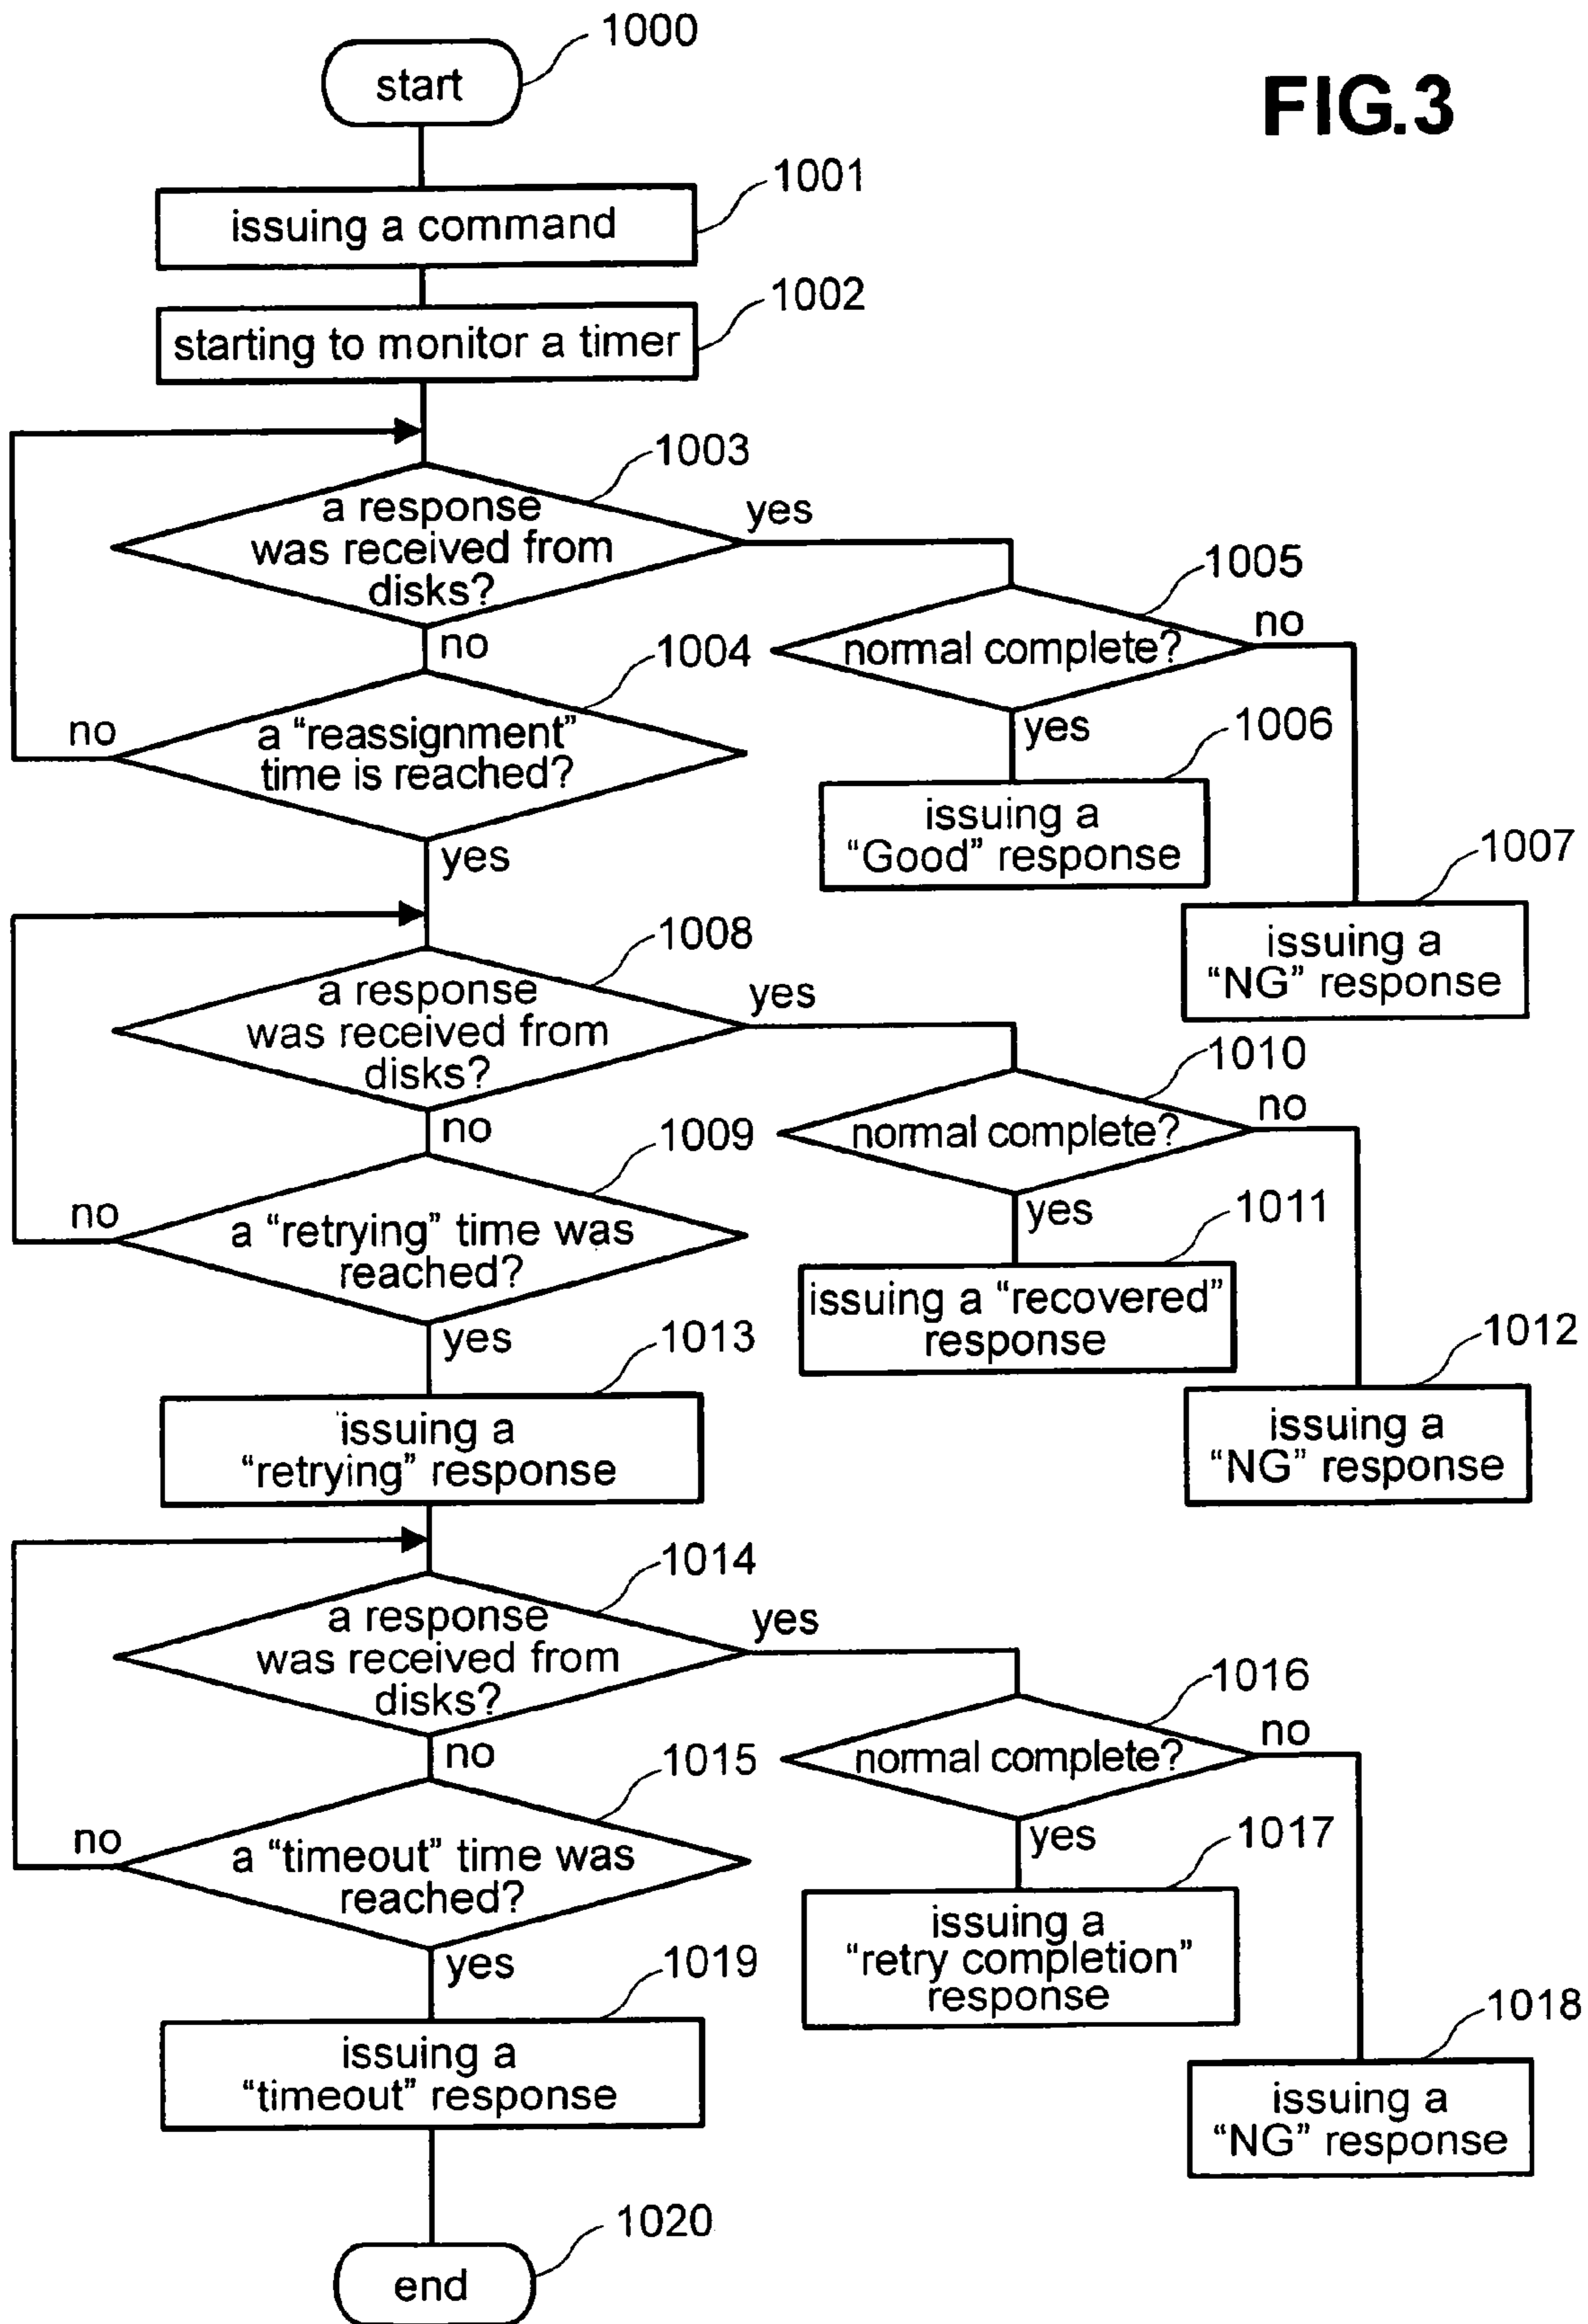 FIG.3
1000
start
1001
issuing a command
1002
starting to monitor a timer
1003
a response
was received from
disks?
yes
no
1004
a “reassignment”
time is reached?
no
yes
1005
normal complete?
no
yes
1006
issuing a
“Good” response
1007
issuing a
“NG” response
1008
a response
was received from
disks?
yes
no
1009
a “retrying” time was
reached?
no
yes
1010
normal complete?
no
yes
1011
issuing a “recovered”
response
1012
issuing a
“NG” response
1013
issuing a
“retrying” response
1014
a response
was received from
disks?
yes
no
1015
a “timeout” time was
reached?
no
yes
1016
normal complete?
no
yes
1017
issuing a
“retry completion”
response
1018
issuing a
“NG” response
1019
issuing a
“timeout” response
1020
end